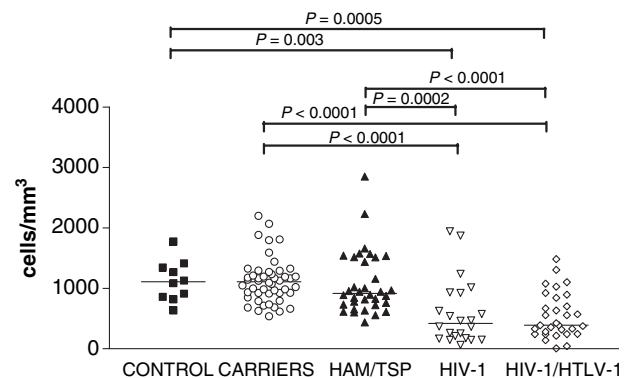 P = 0.0005
P = 0.003
P < 0.0001
P = 0.0002
P < 0.0001
P < 0.0001
4000
3000
2000
1000
0
cells/mm³
CONTROL CARRIERS HAM/TSP HIV-1 HIV-1/HTLV-1